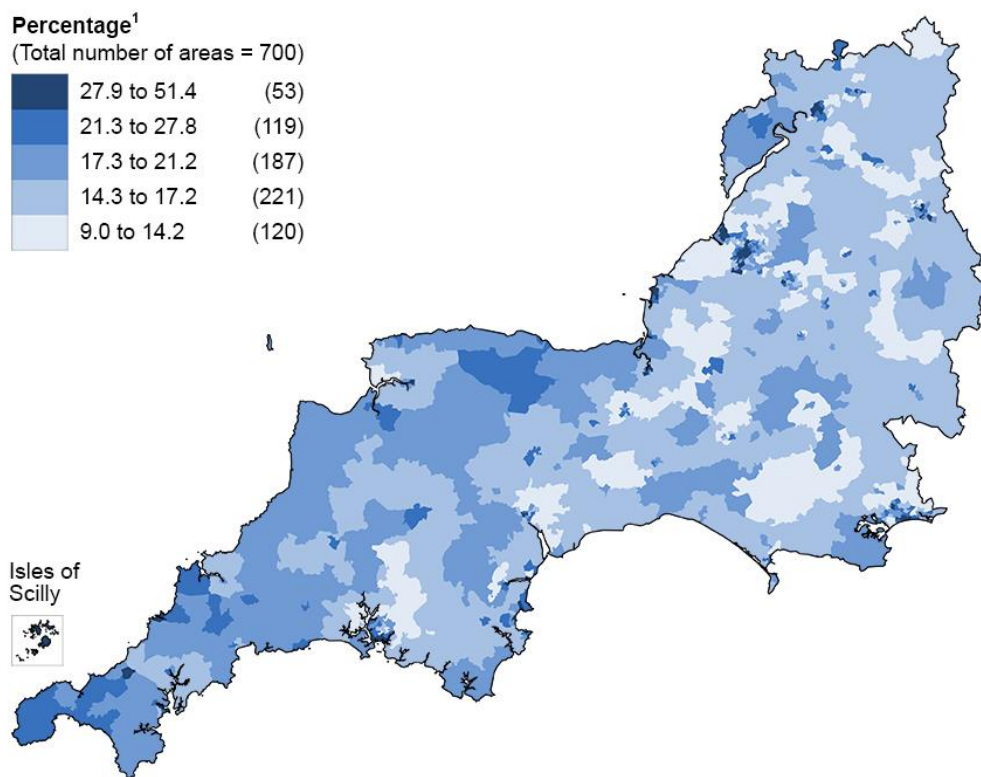 Percentage¹
(Total number of areas = 700)
27.9 to 51.4 (53)
21.3 to 27.8 (119)
17.3 to 21.2 (187)
14.3 to 17.2 (221)
9.0 to 14.2 (120)
Isles of
Scilly